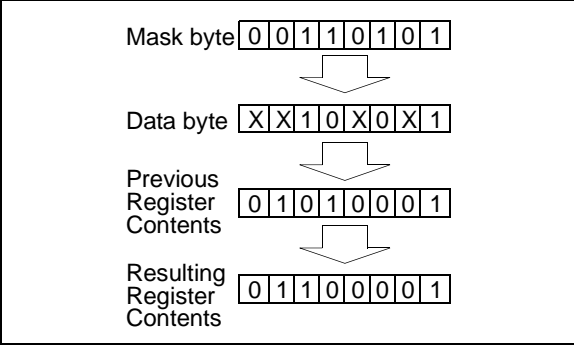 Mask byte 0 0 1 1 0 1 0 1
Data byte X X 1 0 X 0 X 1
Previous
Register 0 1 0 1 0 0 0 1
Contents
Resulting
Register 0 1 1 0 0 0 0 1
Contents